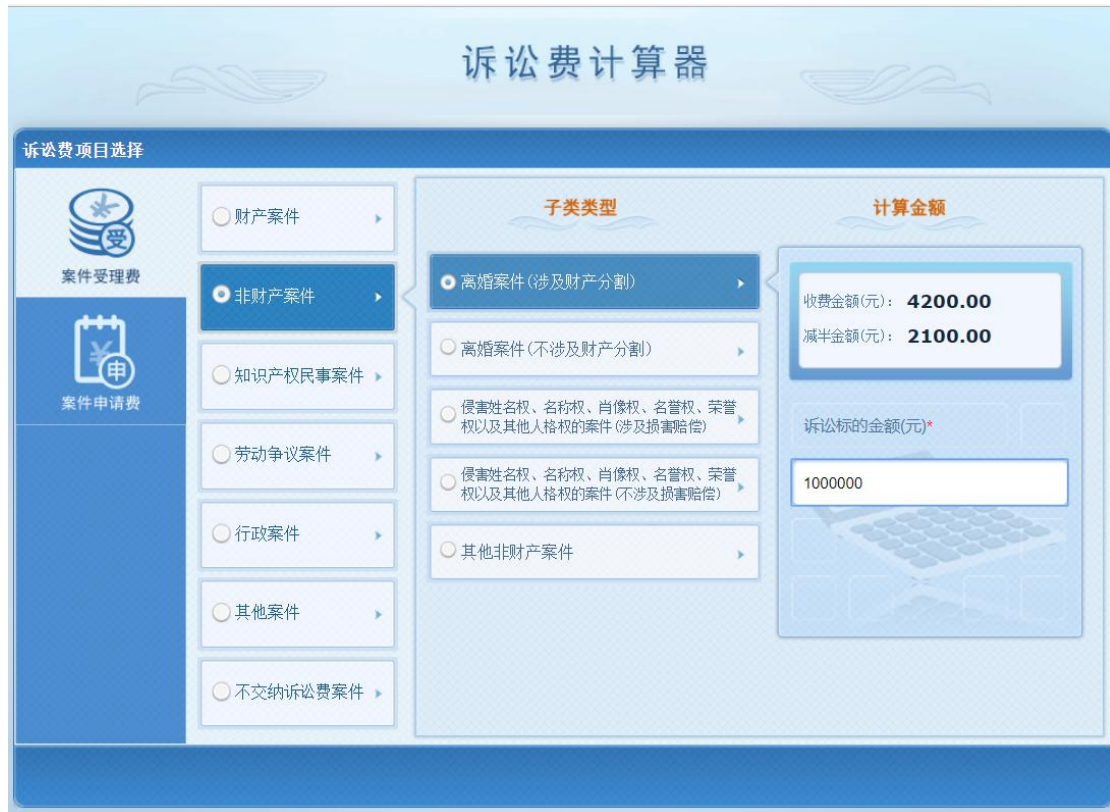 诉讼费计算器
诉讼费项目选择
受
案件受理费
申
案件申请费
财产案件
非财产案件
知识产权民事案件
劳动争议案件
行政案件
其他案件
不交纳诉讼费案件
子类类型
离婚案件(涉及财产分割)
离婚案件(不涉及财产分割)
侵害姓名权、名称权、肖像权、名誉权、荣誉
权以及其他人格权的案件(涉及损害赔偿)
侵害姓名权、名称权、肖像权、名誉权、荣誉
权以及其他人格权的案件(不涉及损害赔偿)
其他非财产案件
计算金额
收费金额(元): 4200.00
减半金额(元): 2100.00
诉讼标的金额(元)*
1000000